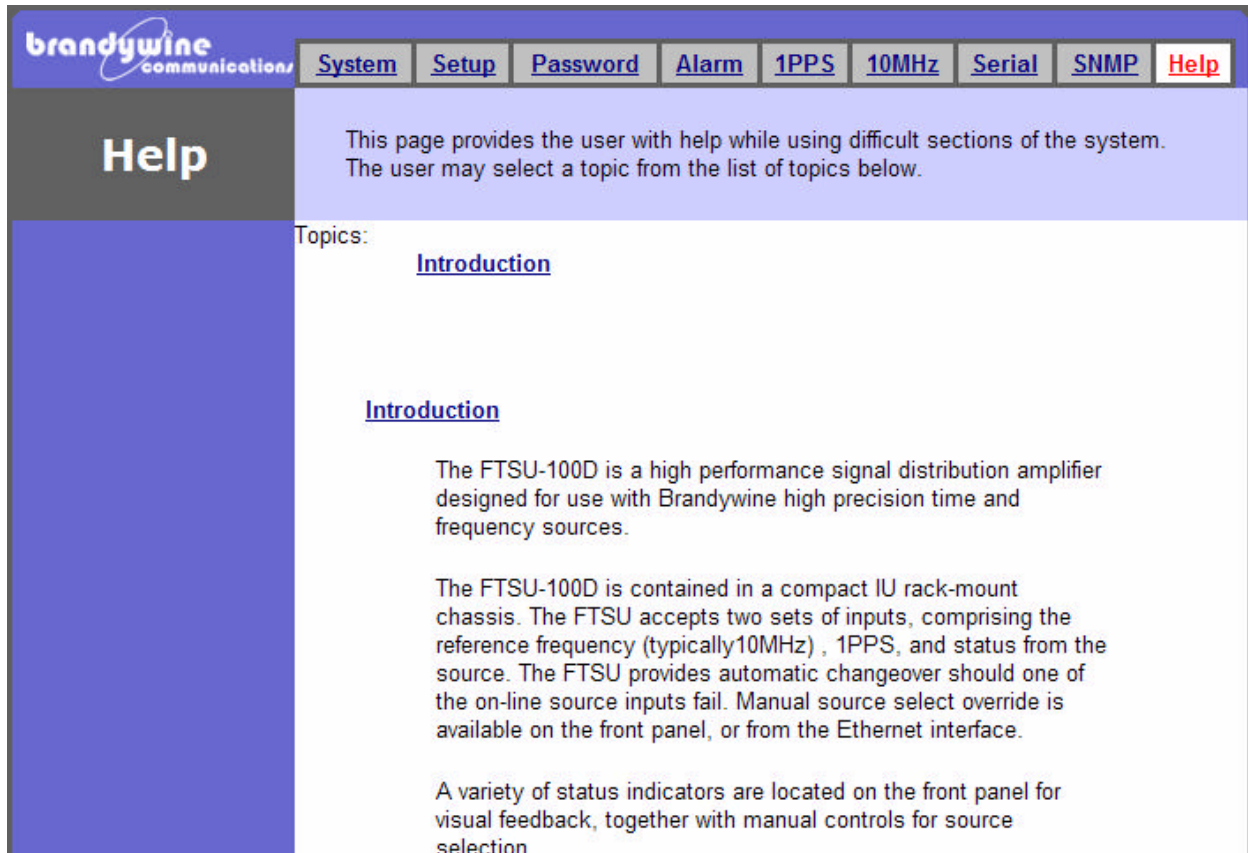 brandywine
communications
System Setup Password Alarm 1PPS 10MHz Serial SNMP Help
Help
This page provides the user with help while using difficult sections of the system.
The user may select a topic from the list of topics below.
Topics:
Introduction
Introduction
The FTSU-100D is a high performance signal distribution amplifier
designed for use with Brandywine high precision time and
frequency sources.
The FTSU-100D is contained in a compact IU rack-mount
chassis. The FTSU accepts two sets of inputs, comprising the
reference frequency (typically10MHz) , 1PPS, and status from the
source. The FTSU provides automatic changeover should one of
the on-line source inputs fail. Manual source select override is
available on the front panel, or from the Ethernet interface.
A variety of status indicators are located on the front panel for
visual feedback, together with manual controls for source
selection